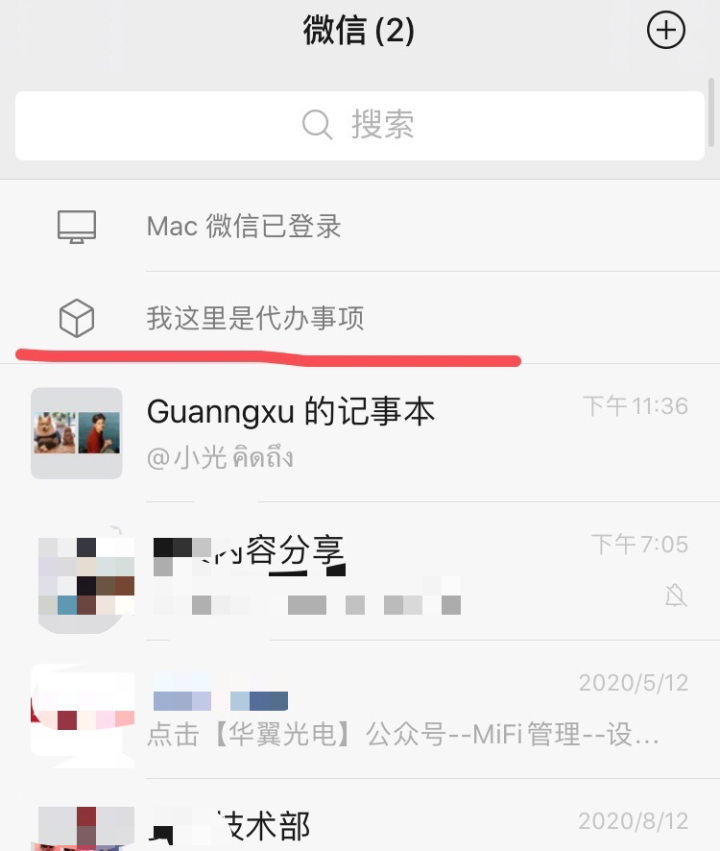 微信 (2)
搜索
Mac 微信已登录
我这里是代办事项
Guanngxu 的记事本
下午 11:36
@小光 คิดถึง
内容分享
下午 7:05
2020/5/12
点击【华翼光电】公众号--MiFi管理--设...
技术部
2020/8/12